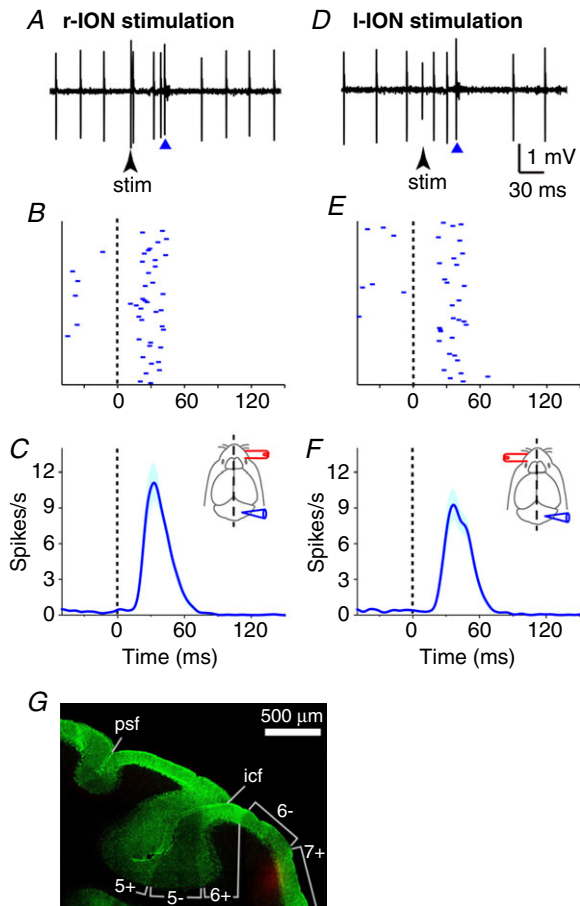 A r-ION stimulation
D l-ION stimulation
stim
stim
1 mV
30 ms
B
E
0 60 120
0 60 120
C
F
Spikes/s
12
9
6
3
0
0 60 120
Time (ms)
Spikes/s
12
9
6
3
0
0 60 120
Time (ms)
G
500 µm
psf
icf
6-
7+
5+
5-
6+